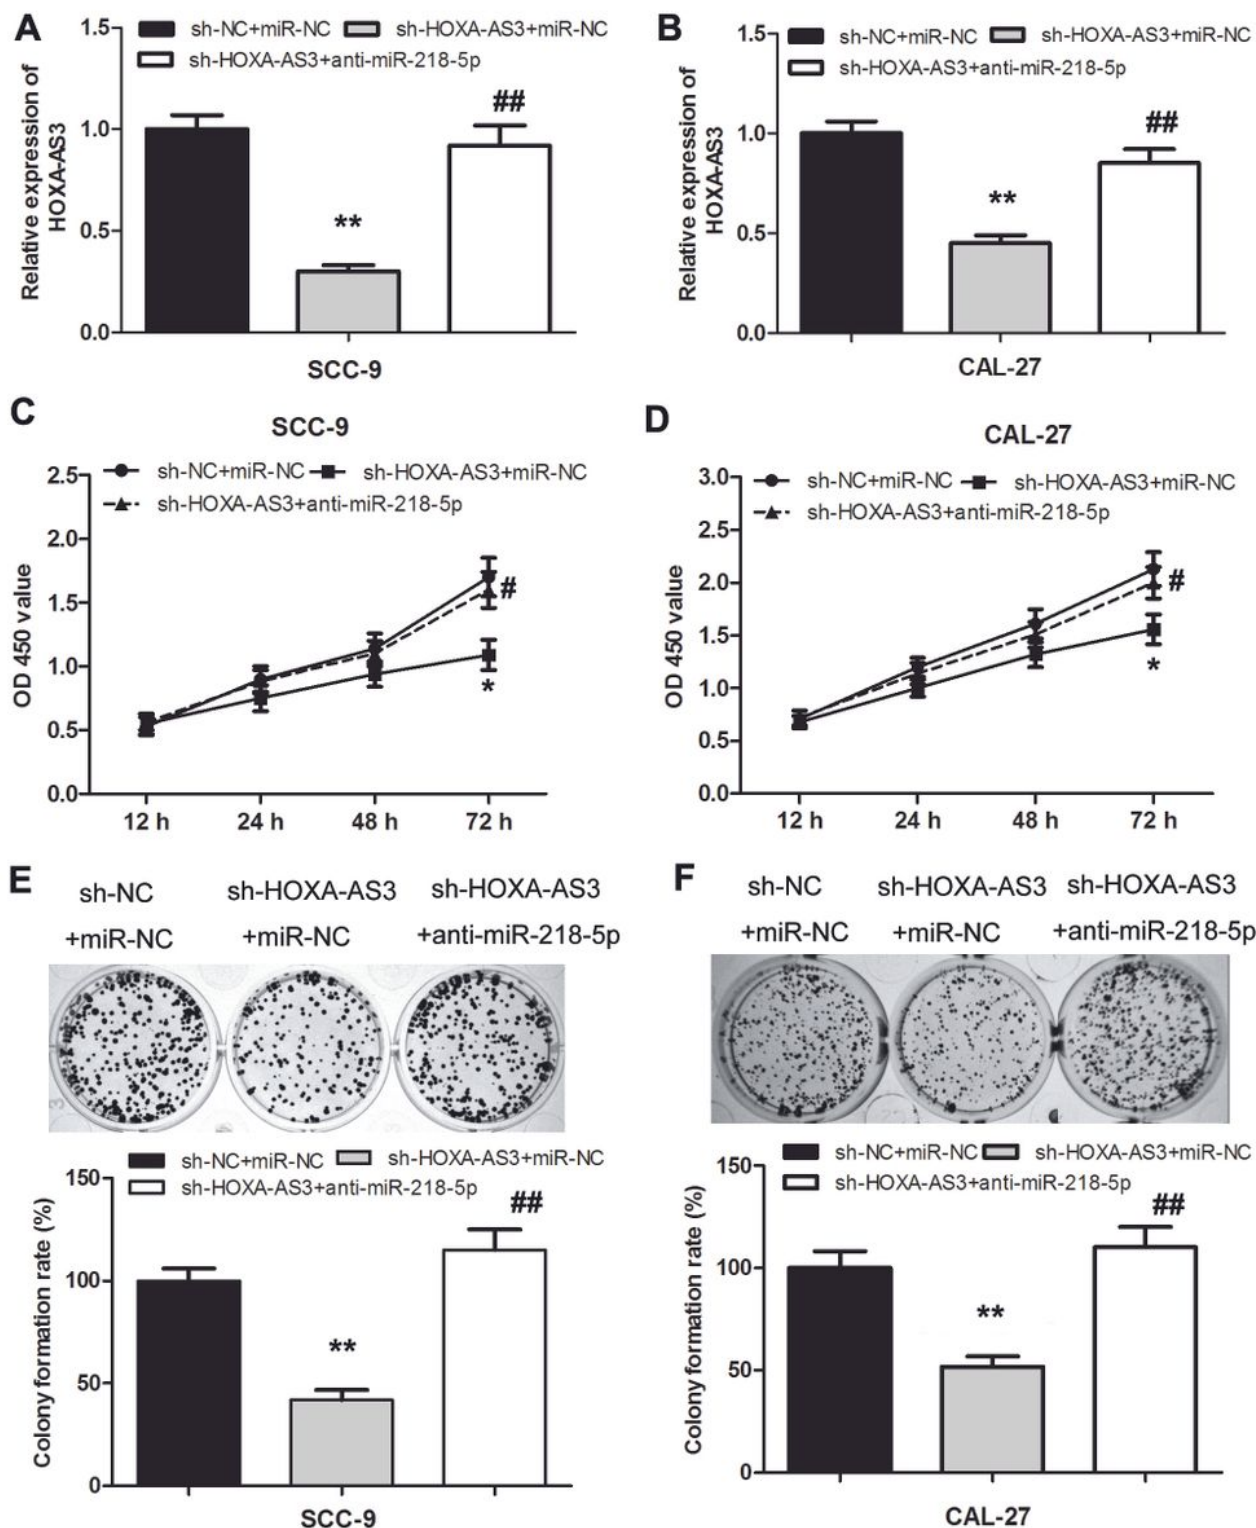 A
1.5
sh-NC+miR-NC
sh-HOXA-AS3+miR-NC
sh-HOXA-AS3+anti-miR-218-5p
Relative expression of
HOXA-AS3
1.0
0.5
0.0
**
##
SCC-9
B
1.5
sh-NC+miR-NC
sh-HOXA-AS3+miR-NC
sh-HOXA-AS3+anti-miR-218-5p
Relative expression of
HOXA-AS3
1.0
0.5
0.0
**
##
CAL-27
C
SCC-9
2.5
sh-NC+miR-NC
sh-HOXA-AS3+miR-NC
sh-HOXA-AS3+anti-miR-218-5p
OD 450 value
2.0
1.5
1.0
0.5
0.0
#
*
12 h
24 h
48 h
72 h
D
CAL-27
3.0
sh-NC+miR-NC
sh-HOXA-AS3+miR-NC
sh-HOXA-AS3+anti-miR-218-5p
OD 450 value
2.5
2.0
1.5
1.0
0.5
0.0
#
*
12 h
24 h
48 h
72 h
E
sh-NC
+miR-NC
sh-HOXA-AS3
+miR-NC
sh-HOXA-AS3
+anti-miR-218-5p
sh-NC+miR-NC
sh-HOXA-AS3+miR-NC
sh-HOXA-AS3+anti-miR-218-5p
Colony formation rate (%)
150
100
50
0
**
##
SCC-9
F
sh-NC
+miR-NC
sh-HOXA-AS3
+miR-NC
sh-HOXA-AS3
+anti-miR-218-5p
sh-NC+miR-NC
sh-HOXA-AS3+miR-NC
sh-HOXA-AS3+anti-miR-218-5p
Colony formation rate (%)
150
100
50
0
**
##
CAL-27